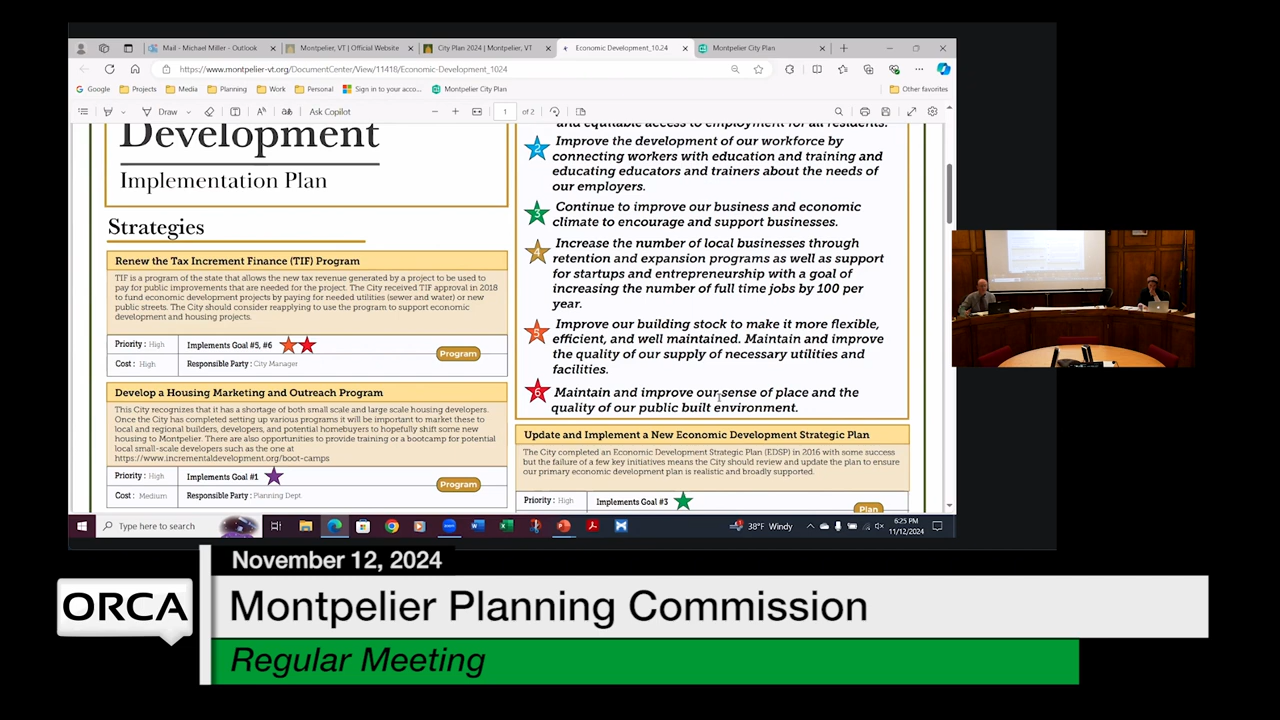 Mail - Michael Miller - Outlook
Montpelier, VT | Official Website
City Plan 2024 | Montpelier, VT
Economic Development_10.24
Montpelier City Plan
https://www.montpelier-vt.org/DocumentCenter/View/11418/Economic-Development_1024
Google
Projects
Media
Planning
Work
Personal
Sign in to your acco...
Montpelier City Plan
Other favorites
Draw
Ask Copilot
1 of 2
Development
Implementation Plan
Strategies
Renew the Tax Increment Finance (TIF) Program
TIF is a program of the state that allows the new tax revenue generated by a project to be used to
pay for public improvements that are needed for the project. The City received TIF approval in 2018
to fund economic development projects by paying for needed utilities (sewer and water) or new
public streets. The City should consider reapplying to use the program to support economic
development and housing projects.
Priority : High
Implements Goal #5, #6
Program
Cost : High
Responsible Party : City Manager
Develop a Housing Marketing and Outreach Program
This City recognizes that it has a shortage of both small scale and large scale housing developers.
Once the City has completed setting up various programs it will be important to market these to
local and regional builders, developers, and potential homebuyers to hopefully shift some new
housing to Montpelier. There are also opportunities to provide training or a bootcamp for potential
local small-scale developers such as the one at
https://www.incrementaldevelopment.org/boot-camps
Priority : High
Implements Goal #1
Program
Cost : Medium
Responsible Party : Planning Dept.
and equitable access to employment for all residents.
2
Improve the development of our workforce by
connecting workers with education and training and
educating educators and trainers about the needs of
our employers.
3
Continue to improve our business and economic
climate to encourage and support businesses.
4
Increase the number of local businesses through
retention and expansion programs as well as support
for startups and entrepreneurship with a goal of
increasing the number of full time jobs by 100 per
year.
5
Improve our building stock to make it more flexible,
efficient, and well maintained. Maintain and improve
the quality of our supply of necessary utilities and
facilities.
6
Maintain and improve our sense of place and the
quality of our public built environment.
Update and Implement a New Economic Development Strategic Plan
The City completed an Economic Development Strategic Plan (EDSP) in 2016 with some success
but the failure of a few key initiatives means the City should review and update the plan to ensure
our primary economic development plan is realistic and broadly supported.
Priority : High
Implements Goal #3
Plan
Type here to search
38°F Windy
6:25 PM
11/12/2024
November 12, 2024
ORCA
Montpelier Planning Commission
Regular Meeting